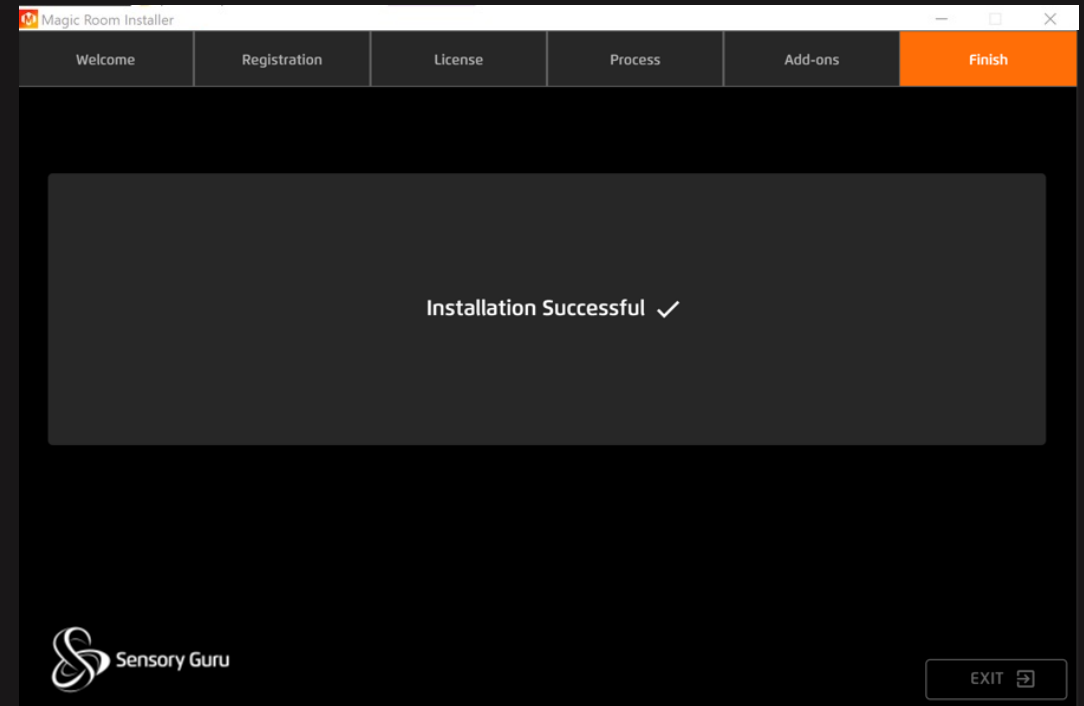 Magic Room Installer
Welcome Registration License Process Add-ons Finish
Installation Successful
Sensory Guru
EXIT